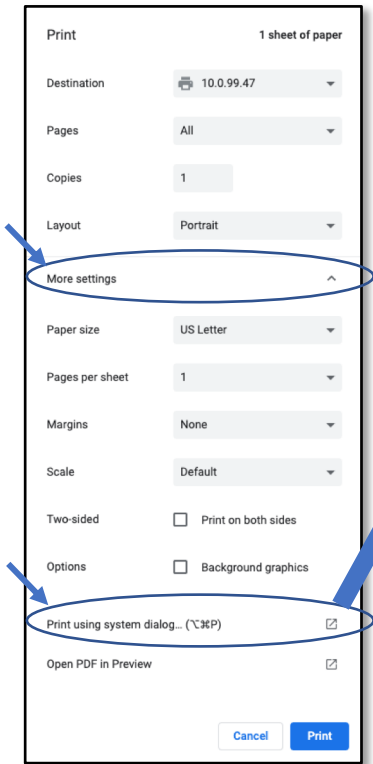 Print 1 sheet of paper
Destination 10.0.99.47
Pages All
Copies 1
Layout Portrait
More settings
Paper size US Letter
Pages per sheet 1
Margins None
Scale Default
Two-sided Print on both sides
Options Background graphics
Print using system dialog... (⌥⌘P)
Open PDF in Preview
Cancel Print